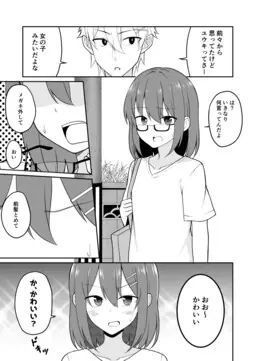 前々から
思ってたけど
ユウキってさ…
女の子
みたいだよな
は？
いきなり
何言ってんだよ
メガネ外して
おい
前髪とめて
おお〜
かわいい
か、かわいい？
ドキッ